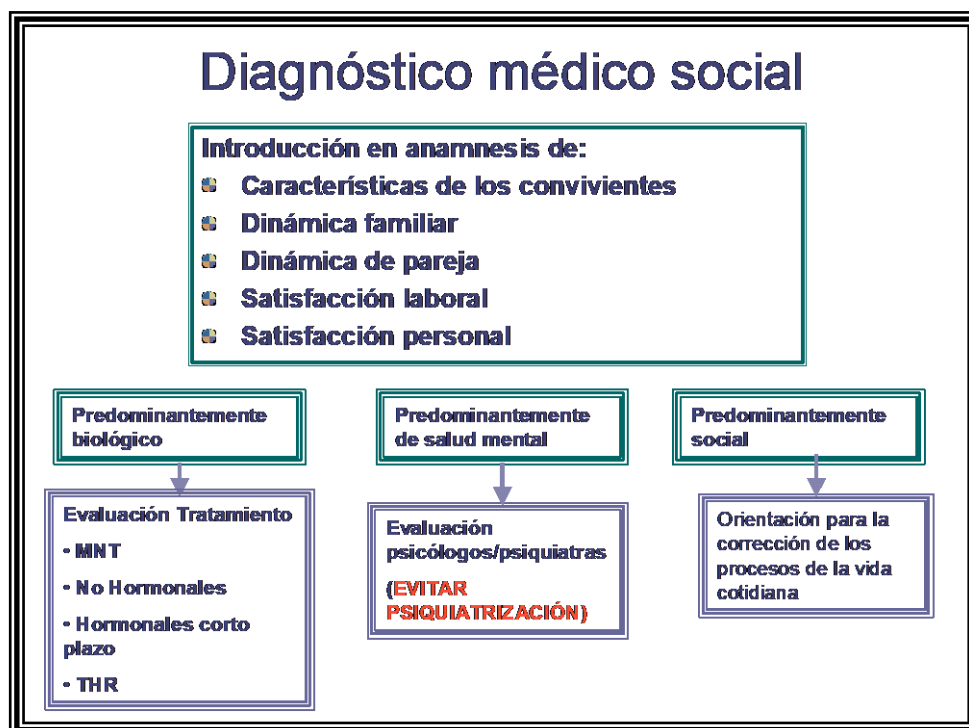 Diagnóstico médico social
Introducción en anamnesis de:
Características de los convivientes
Dinámica familiar
Dinámica de pareja
Satisfacción laboral
Satisfacción personal
Predominantemente
biológico
Evaluación Tratamiento
• MNT
• No Hormonales
• Hormonales corto
plazo
• THR
Predominantemente
de salud mental
Evaluación
psicólogos/psiquiatras
(EVITAR
PSIQUIATRIZACIÓN)
Predominantemente
social
Orientación para la
corrección de los
procesos de la vida
cotidiana